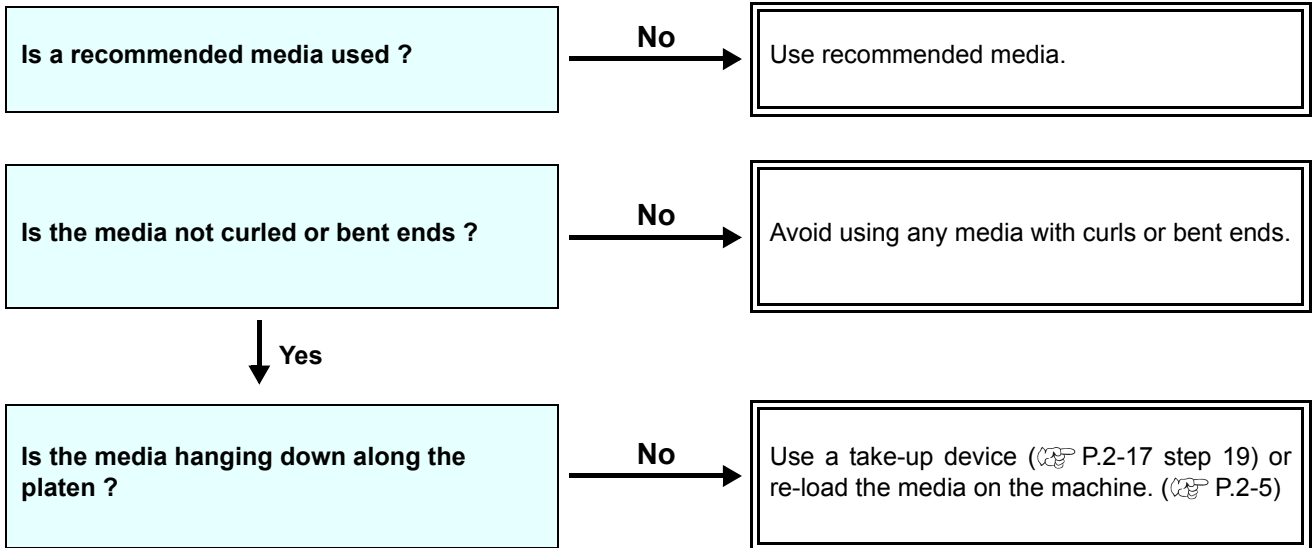 Is a recommended media used ?
No
Use recommended media.
Is the media not curled or bent ends ?
No
Avoid using any media with curls or bent ends.
Yes
Is the media hanging down along the
platen ?
No
Use a take-up device (☞ P.2-17 step 19) or
re-load the media on the machine. (☞ P.2-5)